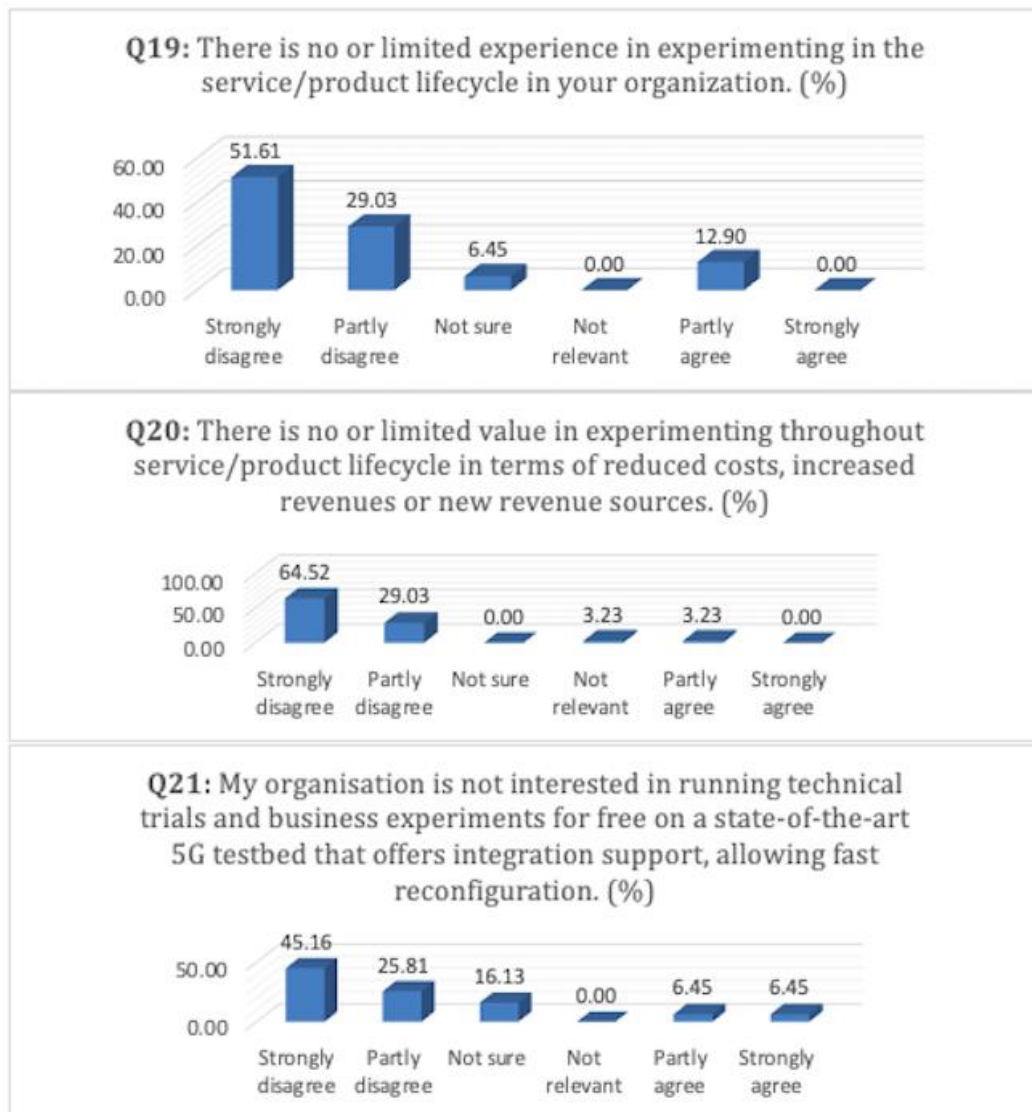 Q19: There is no or limited experience in experimenting in the
service/product lifecycle in your organization. (%)
51.61
60.00
29.03
40.00
12.90
20.00
6.45
0.00
0.00
0.00
Strongly disagree
Partly disagree
Not sure
Not relevant
Partly agree
Strongly agree
Q20: There is no or limited value in experimenting throughout
service/product lifecycle in terms of reduced costs, increased
revenues or new revenue sources. (%)
64.52
100.00
29.03
50.00
0.00
3.23
3.23
0.00
0.00
Strongly disagree
Partly disagree
Not sure
Not relevant
Partly agree
Strongly agree
Q21: My organisation is not interested in running technical
trials and business experiments for free on a state-of-the-art
5G testbed that offers integration support, allowing fast
reconfiguration. (%)
45.16
50.00
25.81
16.13
0.00
6.45
6.45
0.00
Strongly disagree
Partly disagree
Not sure
Not relevant
Partly agree
Strongly agree